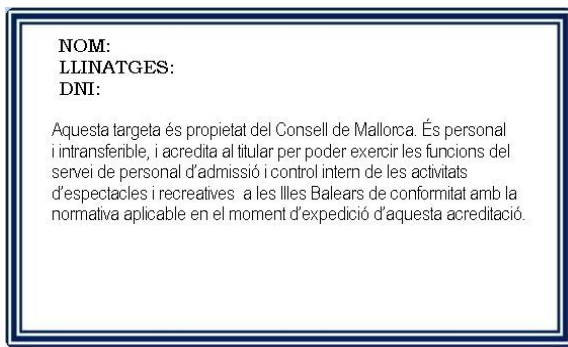 NOM:
LLINATGES:
DNI:
Aquesta targeta és propietat del Consell de Mallorca. És personal
i intransferible, i acredita al titular per poder exercir les funcions del
servei de personal d'admissió i control intern de les activitats
d'espectacles i recreatives a les Illes Balears de conformitat amb la
normativa aplicable en el moment d'expedició d'aquesta acreditació.